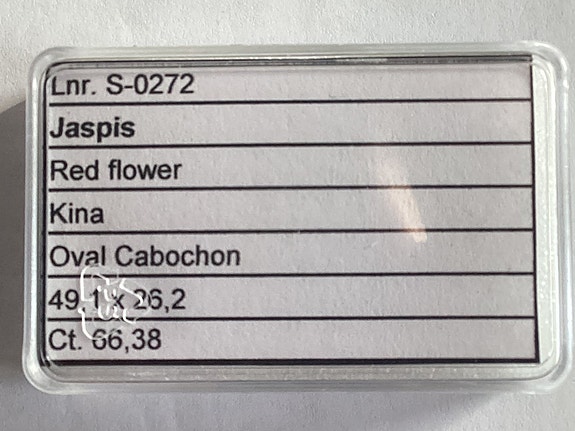 Lnr. S-0272
Jaspis
Red flower
Kina
Oval Cabochon
49,1 x 26,2
Ct. 66,38